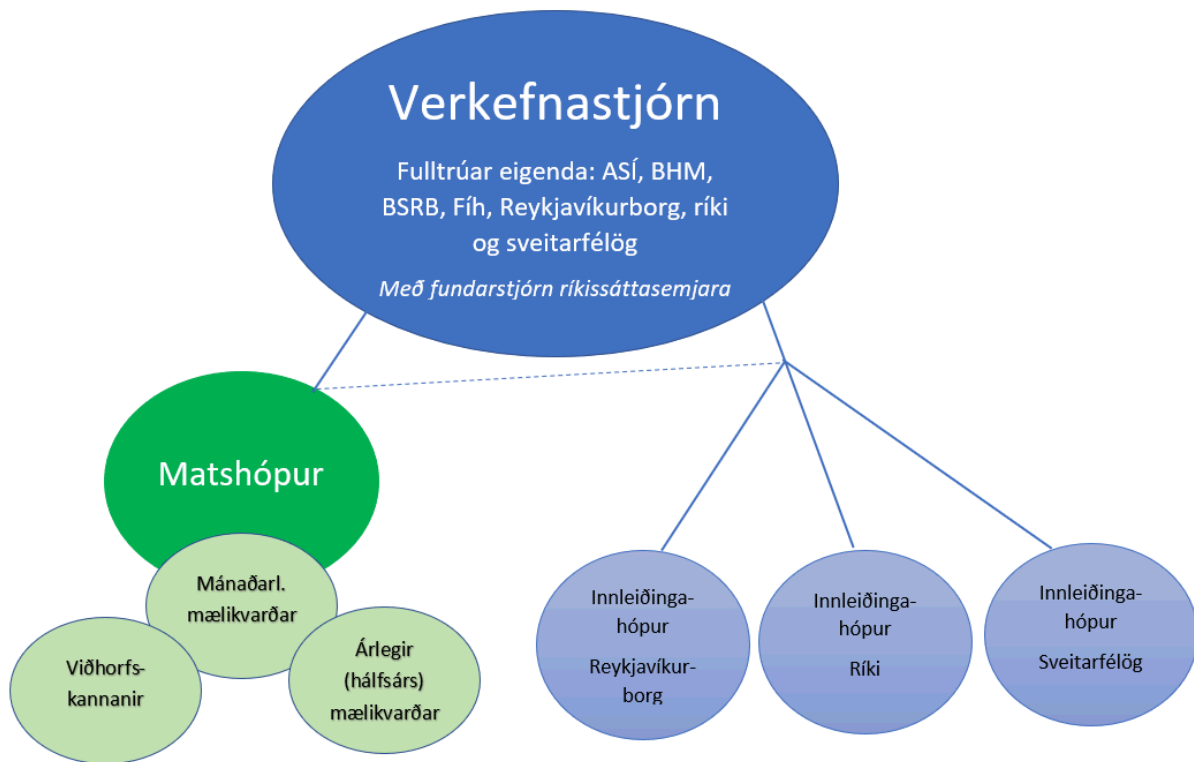 Verkefnastjórn
Fulltrúar eigenda: ASÍ, BHM,
BSRB, Fíh, Reykjavíkurborg, ríki
og sveitarfélög
Með fundarstjórn ríkissáttasemjara
Matshópur
Mánaðarl.
mælikvarðar
Viðhorfs-
kannanir
Árlegir
(hálfsárs)
mælikvarðar
Innleiðinga-
hópur
Reykjavíkur-
borg
Innleiðinga-
hópur
Ríki
Innleiðinga-
hópur
Sveitarfélög